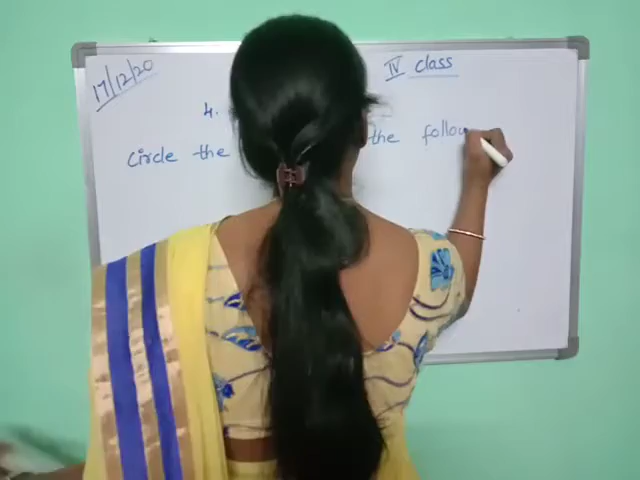 17/12/20
IV class
4.
Circle the the follow